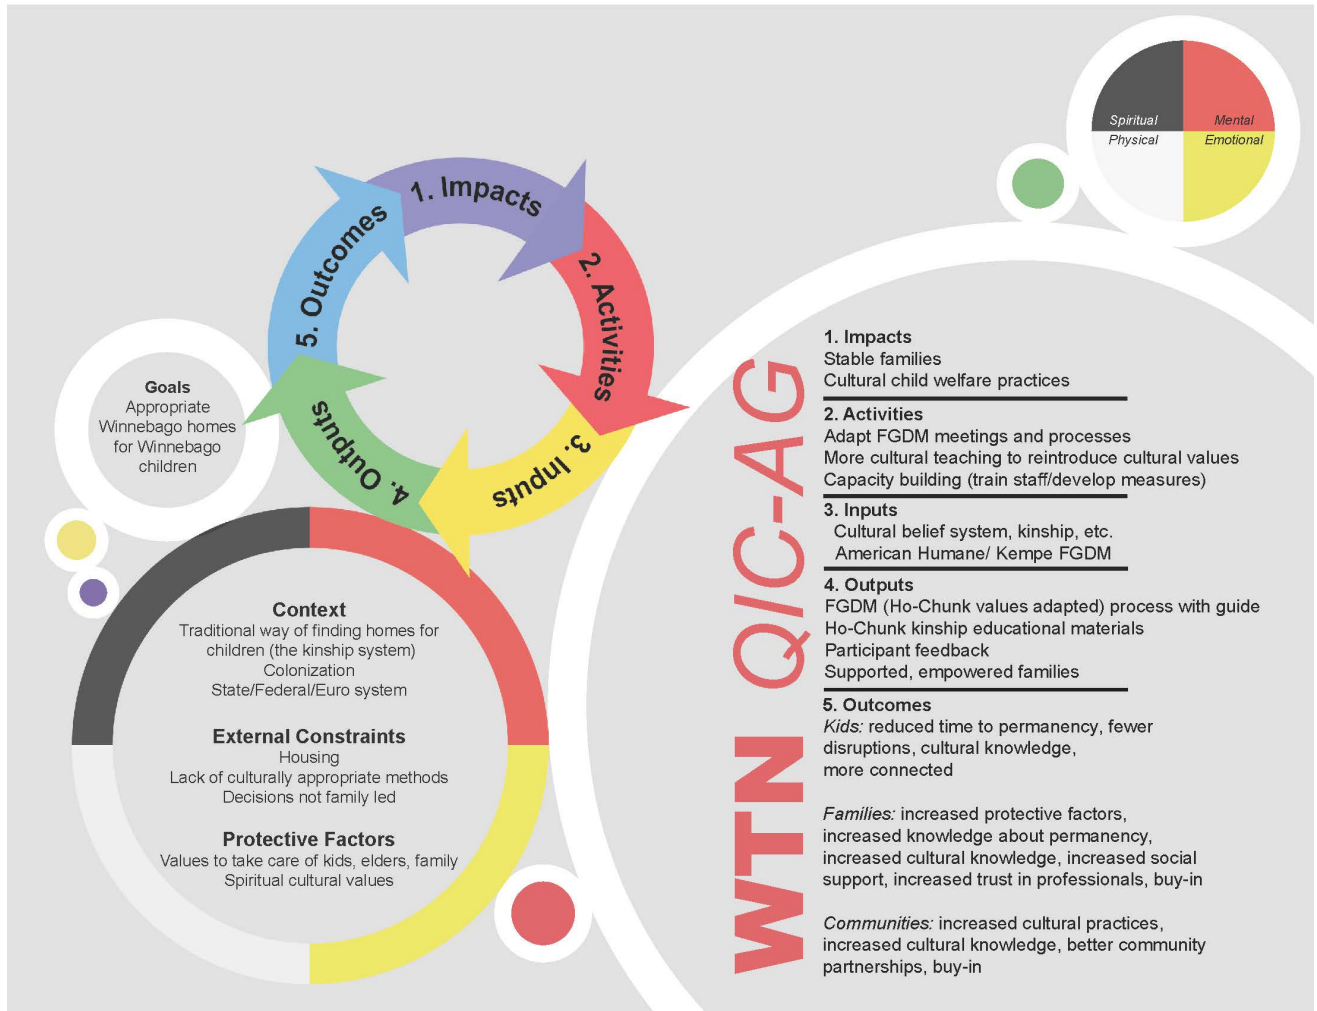 Spiritual
Mental
Physical
Emotional
1. Impacts
2. Activities
3. Inputs
4. Outputs
5. Outcomes
Goals
Appropriate
Winnebago homes
for Winnebago
children
Context
Traditional way of finding homes for
children (the kinship system)
Colonization
State/Federal/Euro system
External Constraints
Housing
Lack of culturally appropriate methods
Decisions not family led
Protective Factors
Values to take care of kids, elders, family
Spiritual cultural values
WTN QIC-AG
1. Impacts
Stable families
Cultural child welfare practices
2. Activities
Adapt FGDM meetings and processes
More cultural teaching to reintroduce cultural values
Capacity building (train staff/develop measures)
3. Inputs
Cultural belief system, kinship, etc.
American Humane/ Kempe FGDM
4. Outputs
FGDM (Ho-Chunk values adapted) process with guide
Ho-Chunk kinship educational materials
Participant feedback
Supported, empowered families
5. Outcomes
Kids: reduced time to permanency, fewer
disruptions, cultural knowledge,
more connected
Families: increased protective factors,
increased knowledge about permanency,
increased cultural knowledge, increased social
support, increased trust in professionals, buy-in
Communities: increased cultural practices,
increased cultural knowledge, better community
partnerships, buy-in